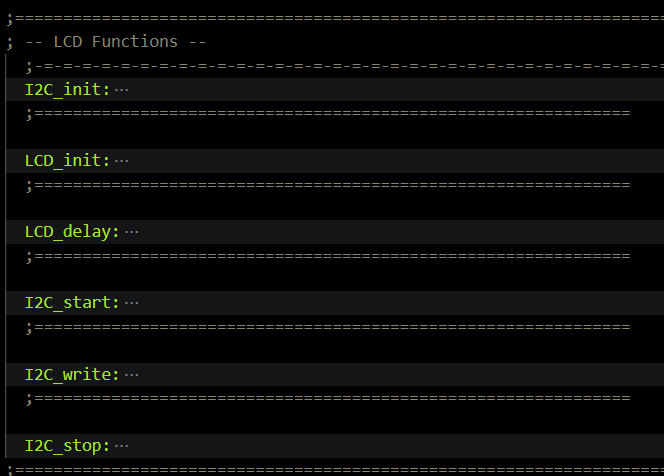 ;====================================================================
; -- LCD Functions --
;-=-=-=-=-=-=-=-=-=-=-=-=-=-=-=-=-=-=-=-=-=-=-=-=-=-=-=-=-=-=-=-=-=
I2C_init:···
;==============================================================
LCD_init:···
;==============================================================
LCD_delay:···
;==============================================================
I2C_start:···
;==============================================================
I2C_write:···
;==============================================================
I2C_stop:···
;====================================================================